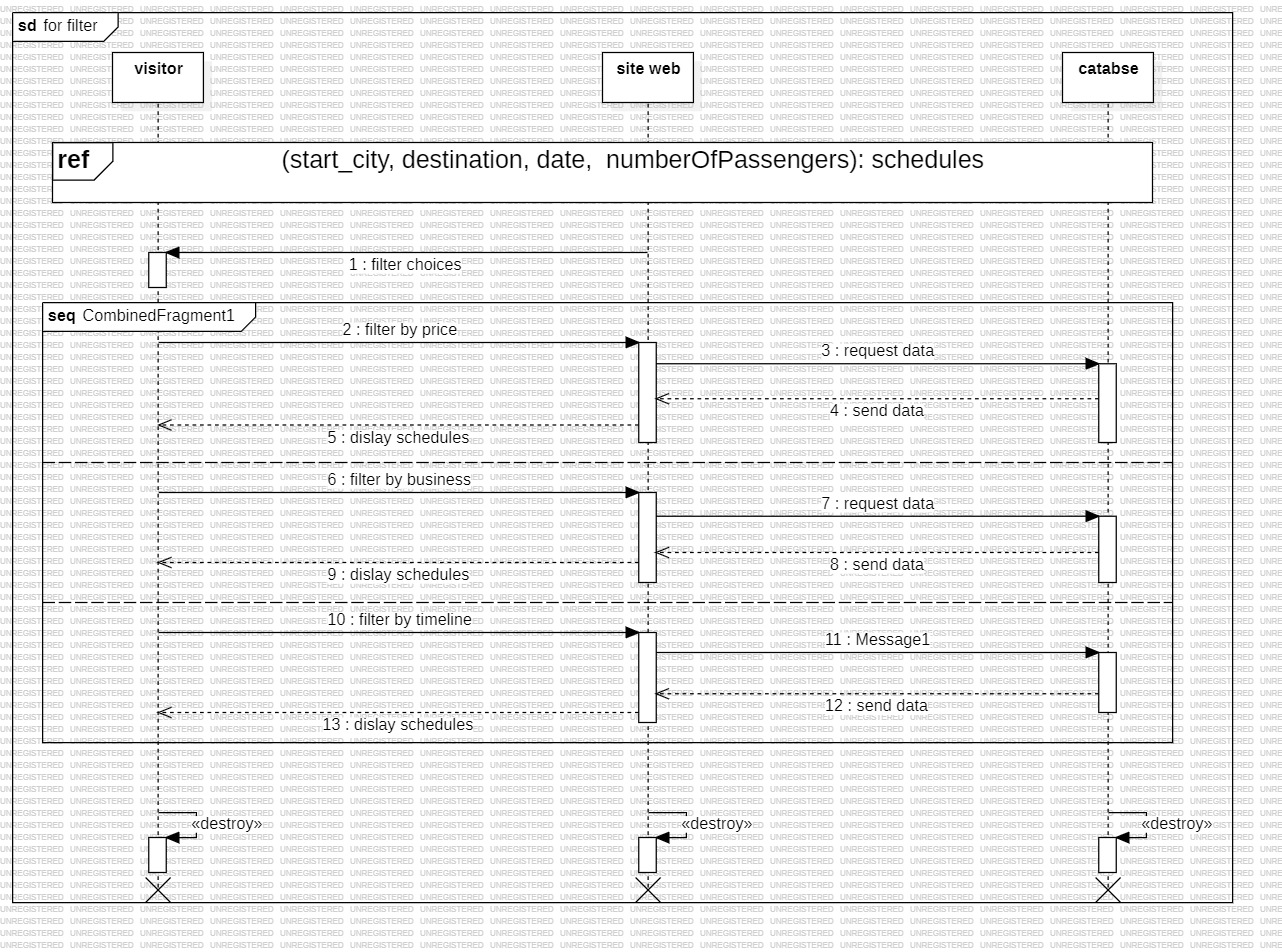 sd for filter
visitor
site web
catabse
ref
(start_city, destination, date, numberOfPassengers): schedules
1 : filter choices
seq CombinedFragment1
2 : filter by price
3 : request data
4 : send data
5 : dislay schedules
6 : filter by business
7 : request data
8 : send data
9 : dislay schedules
10 : filter by timeline
11 : Message1
12 : send data
13 : dislay schedules
«destroy»
«destroy»
«destroy»
UNREGISTERED